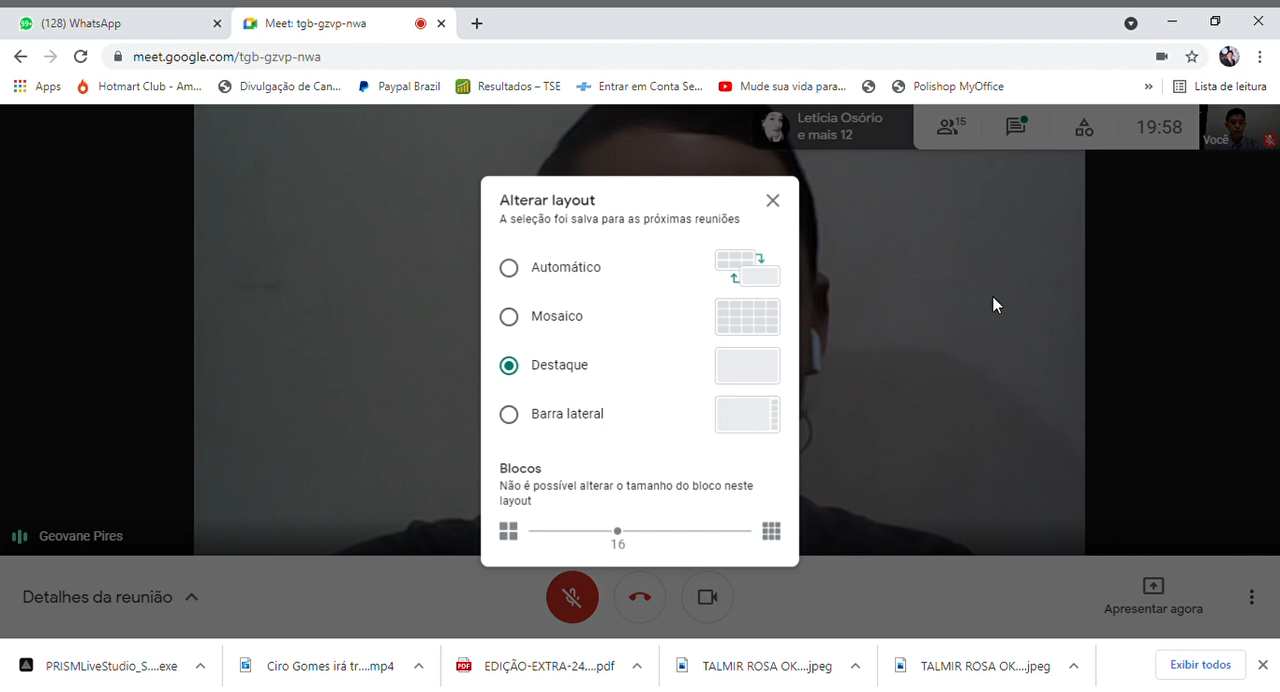 99+ (128) WhatsApp
Meet: tgb-gzvp-nwa
meet.google.com/tgb-gzvp-nwa
Apps
Hotmart Club - Am...
Divulgação de Can...
Paypal Brazil
Resultados – TSE
Entrar em Conta Se...
Mude sua vida para...
Polishop MyOffice
»
Lista de leitura
Leticia Osório
e mais 12
15
19:58
Você
Alterar layout
A seleção foi salva para as próximas reuniões
Automático
Mosaico
Destaque
Barra lateral
Blocos
Não é possível alterar o tamanho do bloco neste
layout
16
Geovane Pires
Detalhes da reunião
Apresentar agora
PRISMLiveStudio_S....exe
Ciro Gomes irá tr....mp4
PDF
EDIÇÃO-EXTRA-24....pdf
TALMIR ROSA OK....jpeg
TALMIR ROSA OK....jpeg
Exibir todos